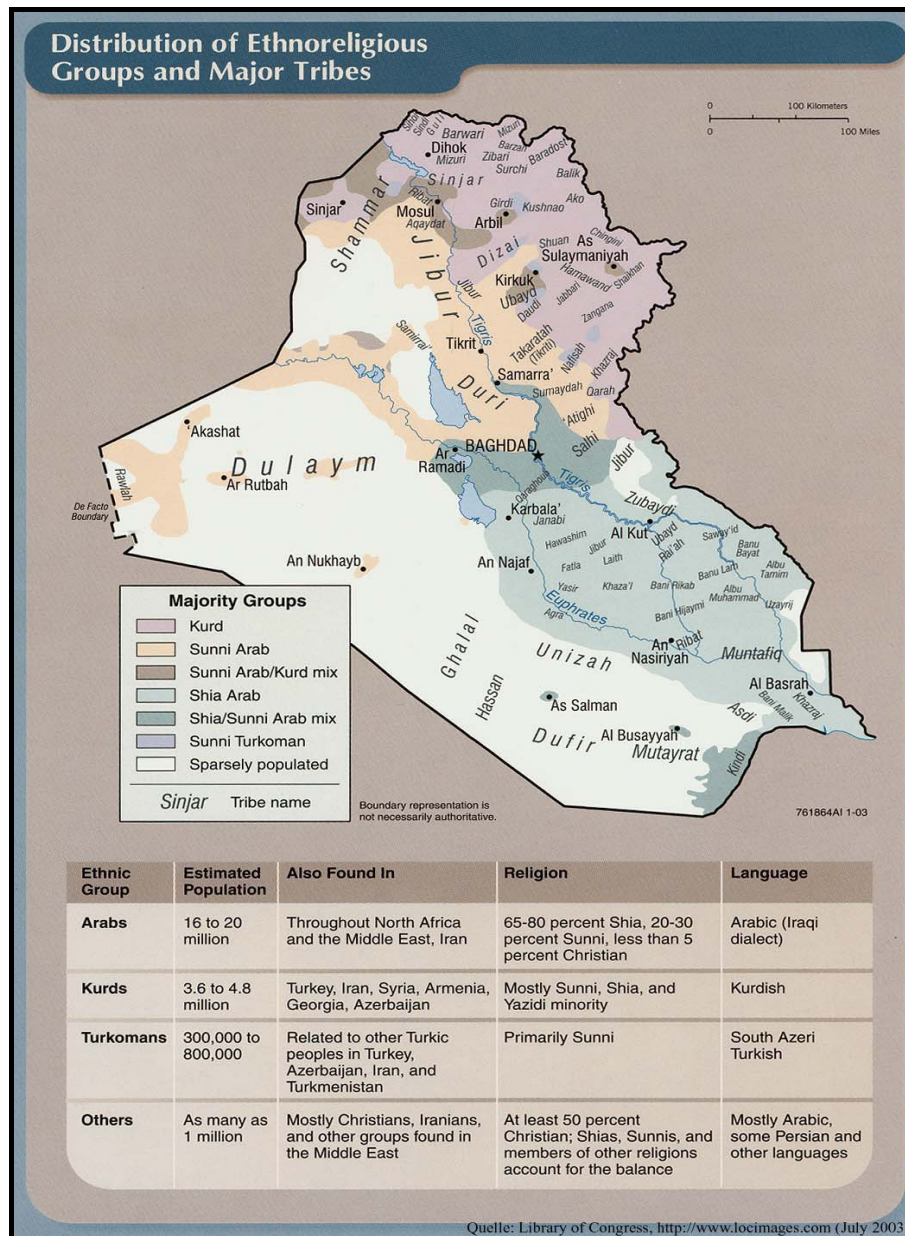 Distribution of Ethnoreligious
Groups and Major Tribes
0 100 Kilometers
0 100 Miles
Sindi
Guli
Barwari
Mizuri
Dihok
Mizuri
Zibari
Barzan
Surchi
Baradost
Balik
Sinjar
Ribat
Sinjar
Mosul
Aqaydat
Girdi
Kushnao
Ako
Arbil
Shammar
Jibur
Dizai
Shuan
As
Sulaymaniyah
Chingini
Hamawand
Shaikhan
Jibur
Kirkuk
Ubayd
Daudi
Jabbari
Zangana
Tigris
Samirrai'
Tikrit
Takaratah
(Tikriti)
Nalisah
Khazraj
Samarra'
Duri
Sumaydah
Qarah
'Atighi
Salhi
Jibur
'Akashat
Dulaym
Ar
Ramadi
BAGHDAD
Rawlah
Ar Rutbah
De Facto
Boundary
Tigris
Zubaydi
Karbala'
Janabi
Al Kut
Ubayd
Rai'ah
Hawashim
Jibur
Laith
Fatla
Banu
Bayat
An Nukhayb
An Najaf
Yasir
Khaza'l
Bani Rikab
Banu Lam
Albu
Tamim
Albu
Muhammad
Uzayrij
Euphrates
Agra'
Bani Hijaymi
An
Nasiriyah
Ribat
Muntafiq
Ghalal
Unizah
Hassan
As Salman
Al Basrah
Khazraj
Bani Malik
Asdi
Dufir
Al Busayyah
Mutayrat
Kindi
Majority Groups
Kurd
Sunni Arab
Sunni Arab/Kurd mix
Shia Arab
Shia/Sunni Arab mix
Sunni Turkoman
Sparsely populated
Sinjar Tribe name
Boundary representation is
not necessarily authoritative.
761864AI 1-03
Ethnic
Group
Estimated
Population
Also Found In
Religion
Language
Arabs
16 to 20
million
Throughout North Africa
and the Middle East, Iran
65-80 percent Shia, 20-30
percent Sunni, less than 5
percent Christian
Arabic (Iraqi
dialect)
Kurds
3.6 to 4.8
million
Turkey, Iran, Syria, Armenia,
Georgia, Azerbaijan
Mostly Sunni, Shia, and
Yazidi minority
Kurdish
Turkomans
300,000 to
800,000
Related to other Turkic
peoples in Turkey,
Azerbaijan, Iran, and
Turkmenistan
Primarily Sunni
South Azeri
Turkish
Others
As many as
1 million
Mostly Christians, Iranians,
and other groups found in
the Middle East
At least 50 percent
Christian; Shias, Sunnis, and
members of other religions
account for the balance
Mostly Arabic,
some Persian and
other languages
Quelle: Library of Congress, http://www.locimages.com (July 2003